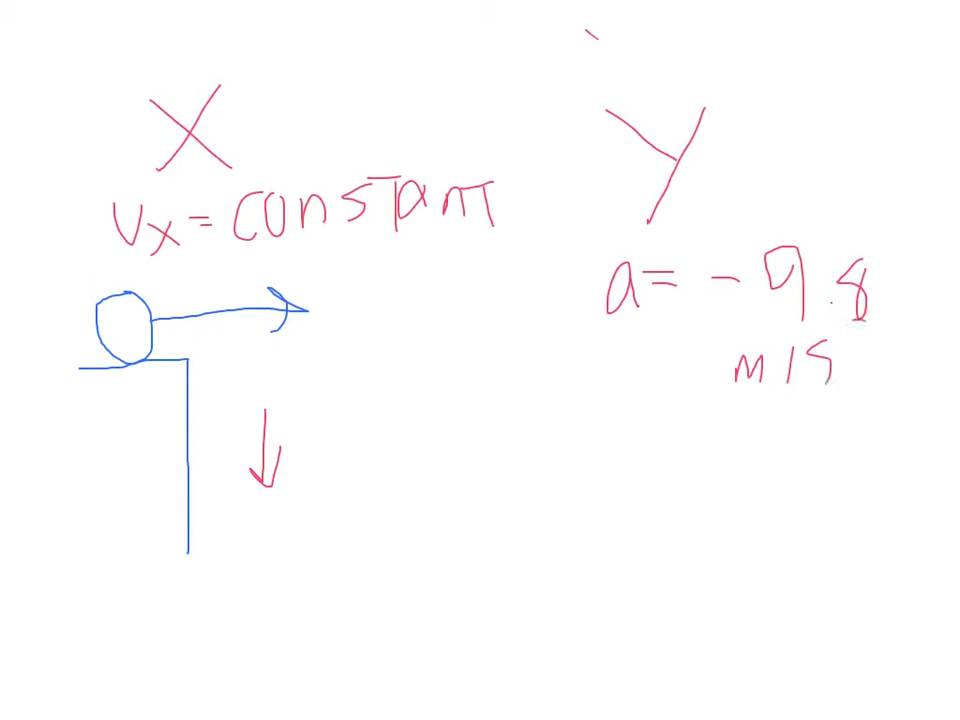 X
Vx = constant
Y
a = - 9.8
m/s